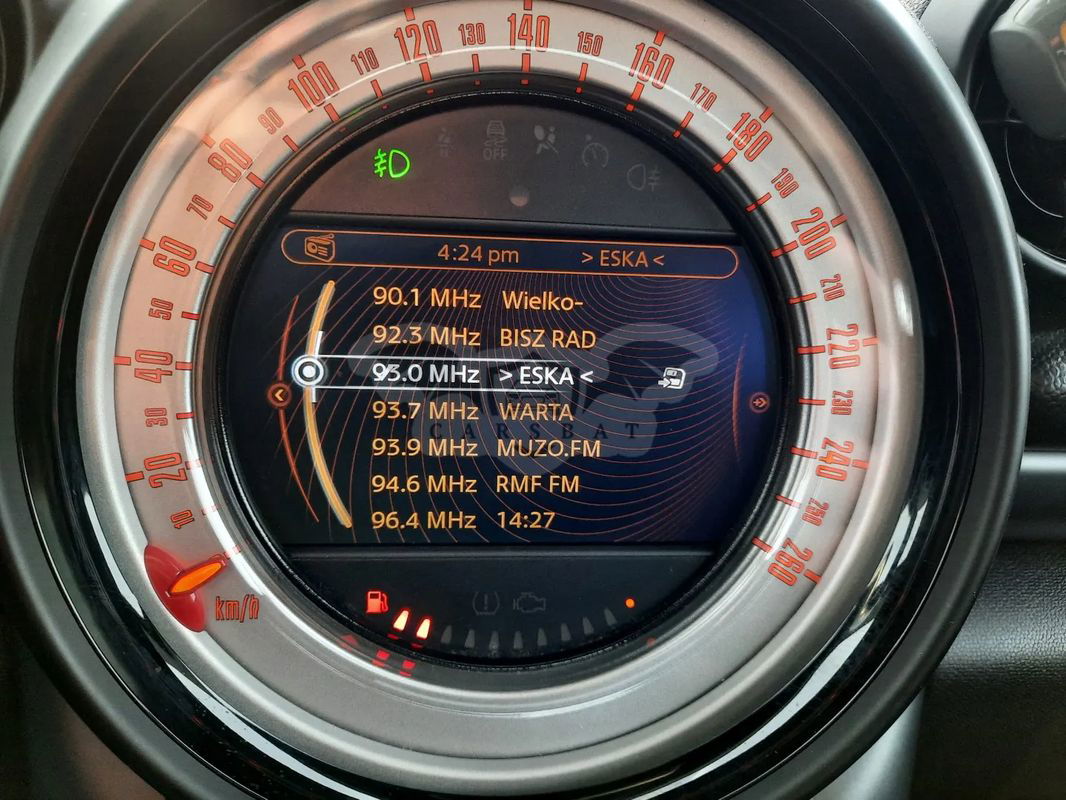 10
20
30
40
50
60
70
80
90
100
110
120
130
140
150
160
170
180
190
200
210
220
230
240
250
260
km/h
OFF
4:24 pm > ESKA <
90.1 MHz Wielko-
92.3 MHz BISZ RAD
93.0 MHz > ESKA <
93.7 MHz WARTA
CARSBAT
93.9 MHz MUZO.FM
94.6 MHz RMF FM
96.4 MHz 14:27